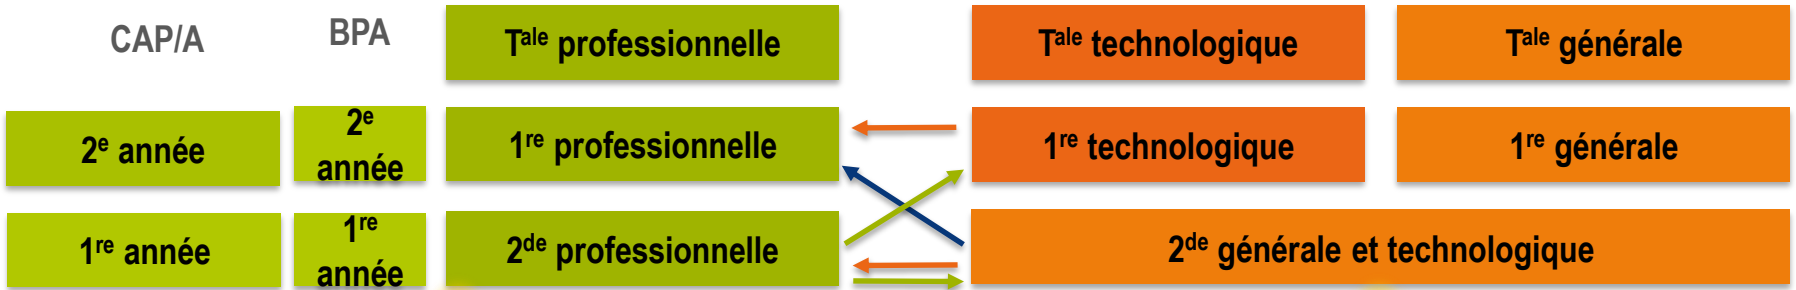 CAP/A
BPA
Tale professionnelle
Tale technologique
Tale générale
2e année
2e
année
1re professionnelle
1re technologique
1re générale
1re année
1re
année
2de professionnelle
2de générale et technologique